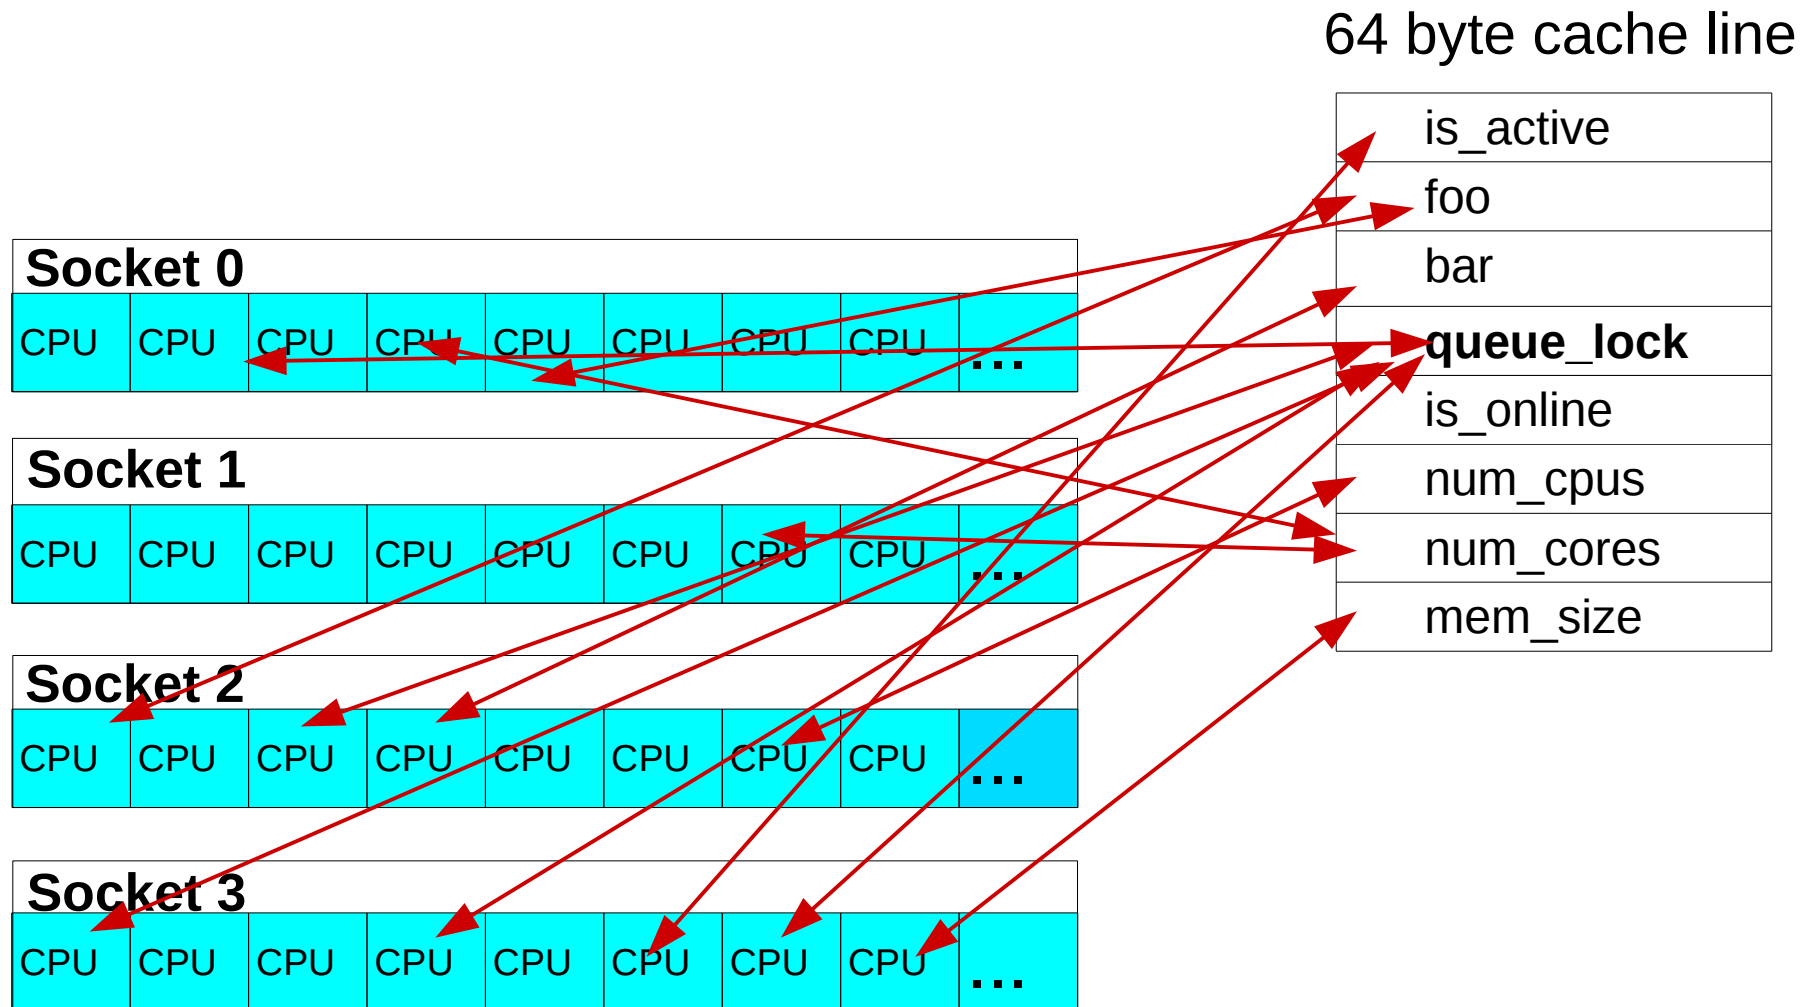 64 byte cache line
is_active
foo
bar
queue_lock
is_online
num_cpus
num_cores
mem_size
Socket 0
CPU CPU CPU CPU CPU CPU CPU CPU ...
Socket 1
CPU CPU CPU CPU CPU CPU CPU CPU ...
Socket 2
CPU CPU CPU CPU CPU CPU CPU CPU ...
Socket 3
CPU CPU CPU CPU CPU CPU CPU CPU ...